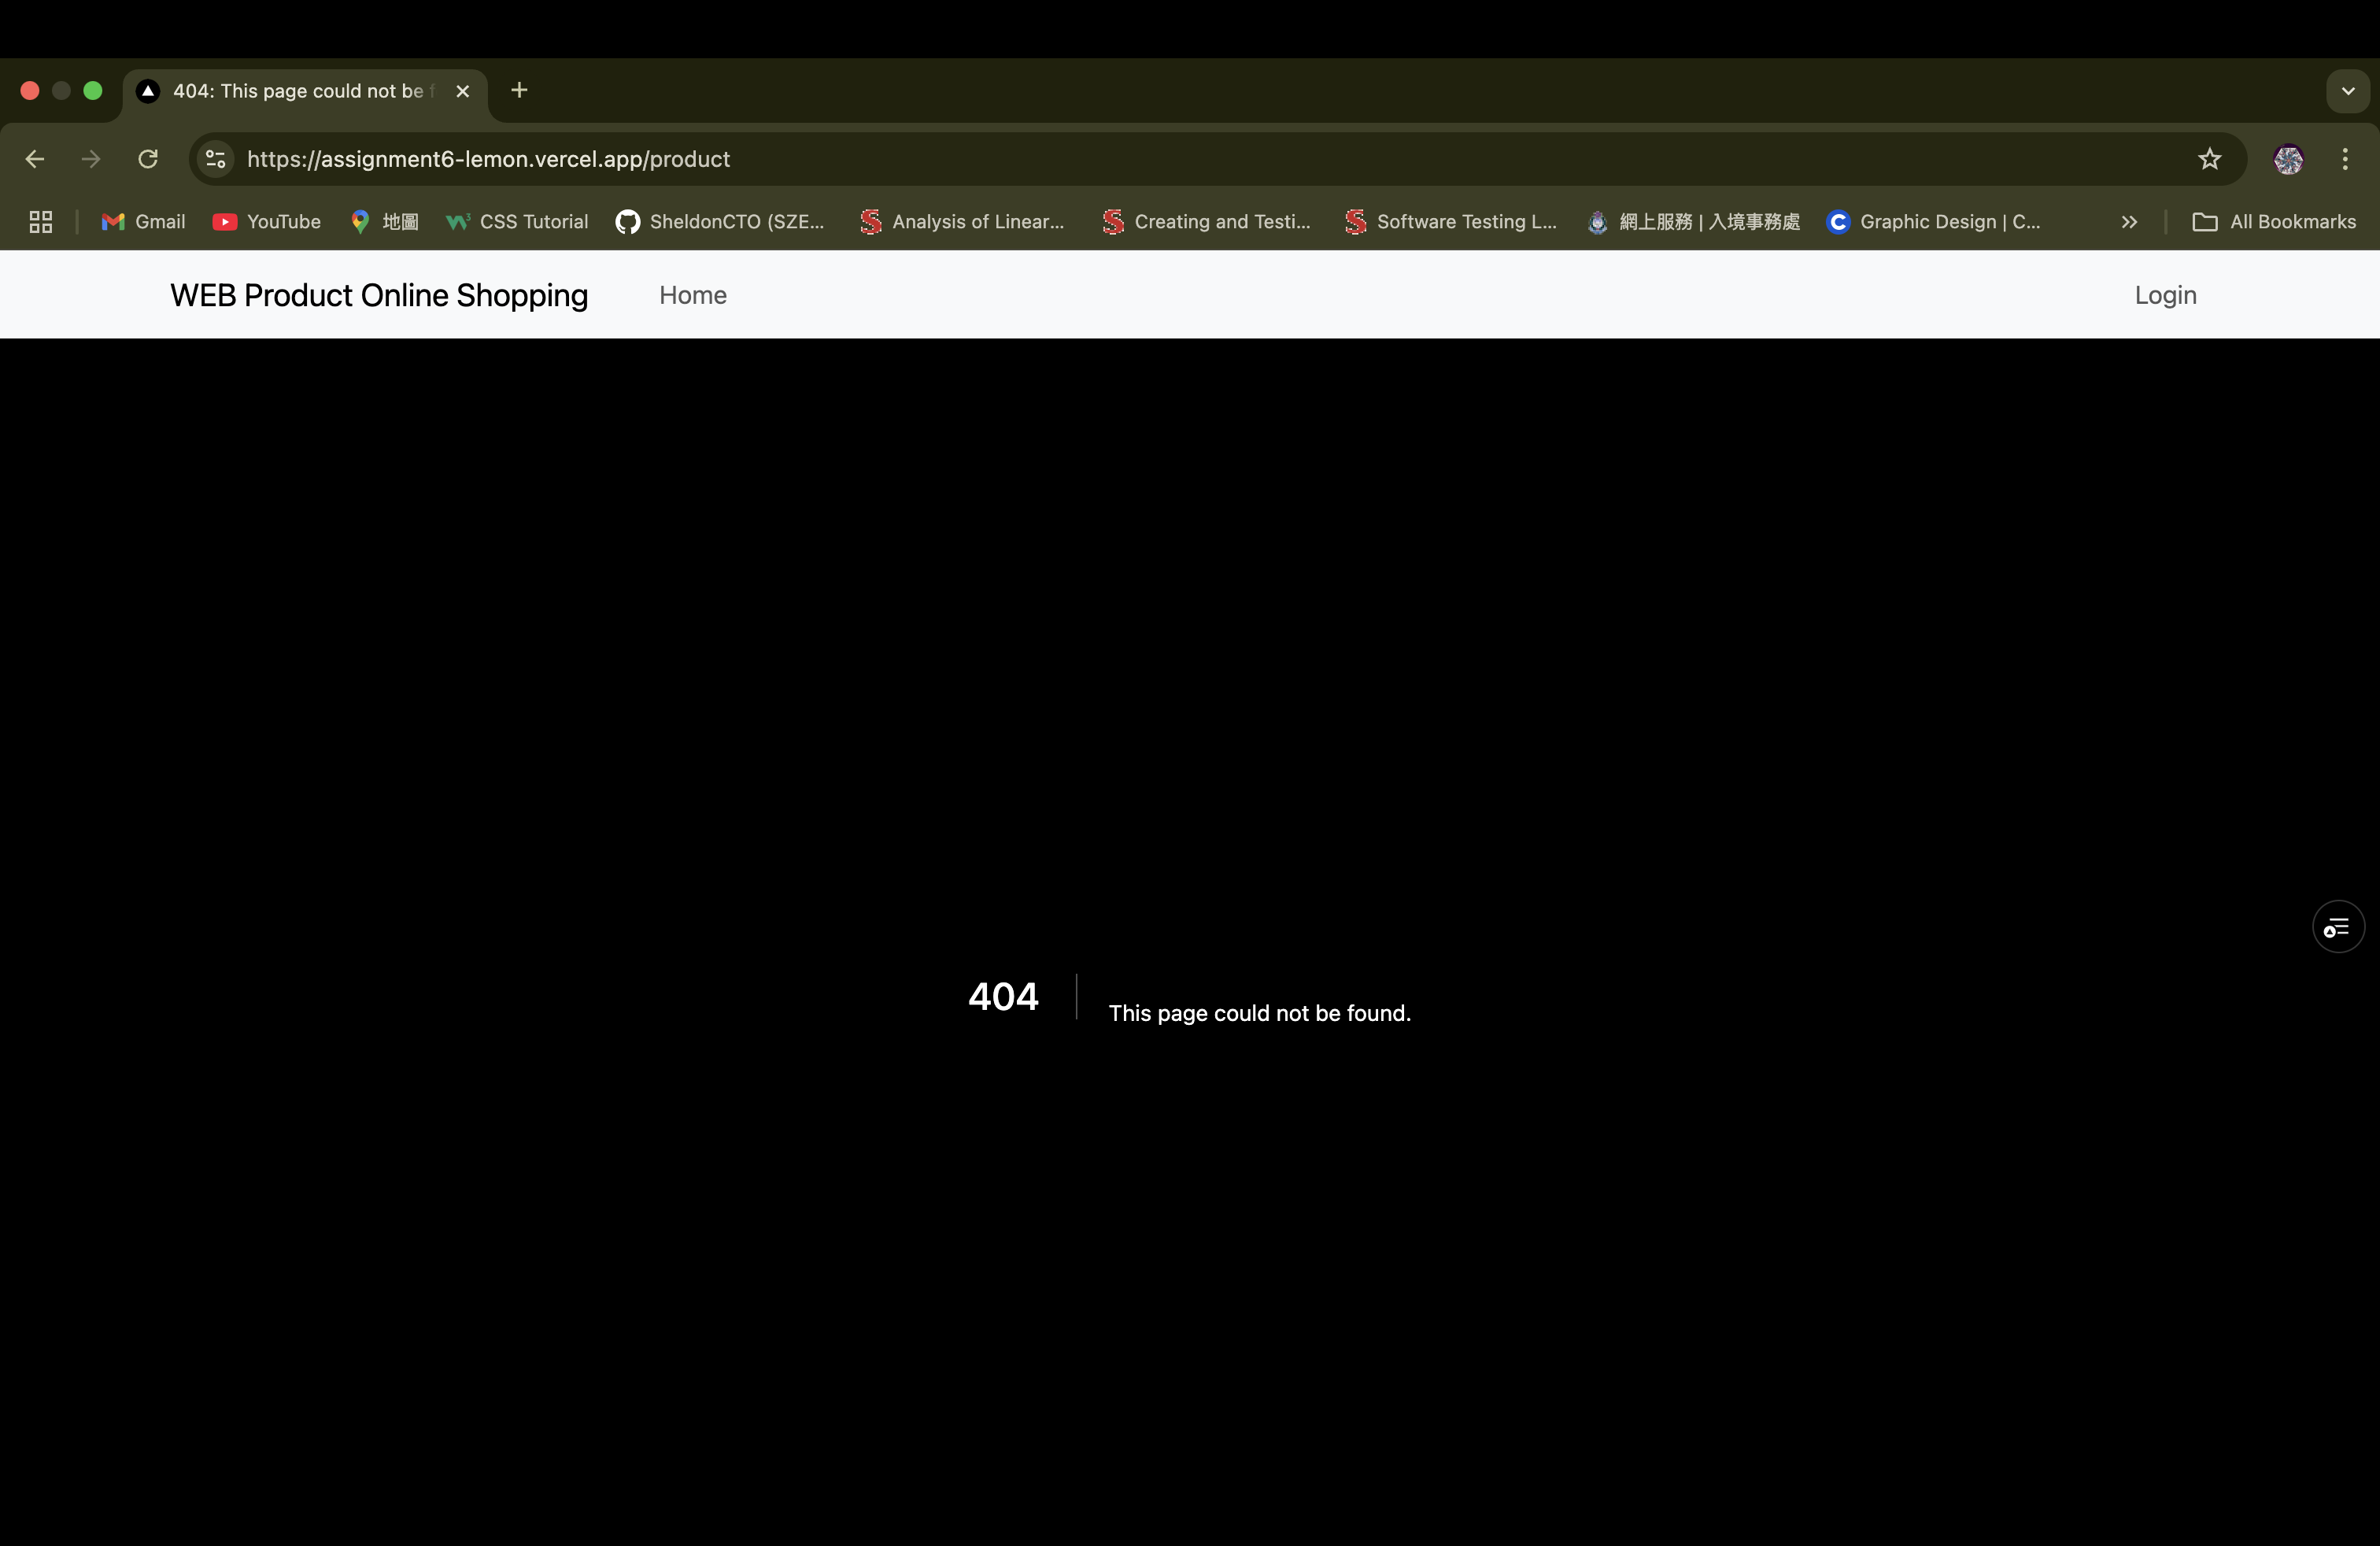 404: This page could not be f
https://assignment6-lemon.vercel.app/product
Gmail YouTube 地圖 CSS Tutorial SheldonCTO (SZE... Analysis of Linear... Creating and Testi... Software Testing L... 網上服務 | 入境事務處 Graphic Design | C... All Bookmarks
WEB Product Online Shopping Home Login
404 This page could not be found.